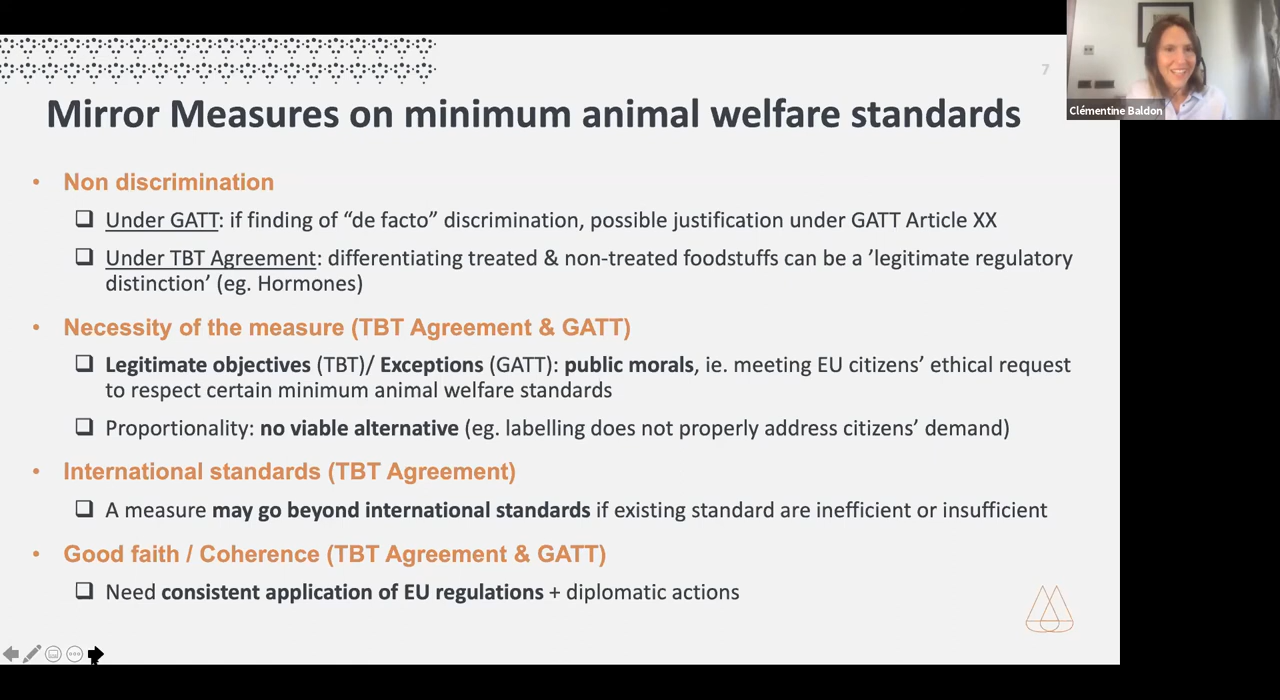 7
Clémentine Baldon
Mirror Measures on minimum animal welfare standards
• Non discrimination
❑ Under GATT: if finding of “de facto” discrimination, possible justification under GATT Article XX
❑ Under TBT Agreement: differentiating treated & non-treated foodstuffs can be a ’legitimate regulatory
distinction’ (eg. Hormones)
• Necessity of the measure (TBT Agreement & GATT)
❑ Legitimate objectives (TBT)/ Exceptions (GATT): public morals, ie. meeting EU citizens’ ethical request
to respect certain minimum animal welfare standards
❑ Proportionality: no viable alternative (eg. labelling does not properly address citizens’ demand)
• International standards (TBT Agreement)
❑ A measure may go beyond international standards if existing standard are inefficient or insufficient
• Good faith / Coherence (TBT Agreement & GATT)
❑ Need consistent application of EU regulations + diplomatic actions